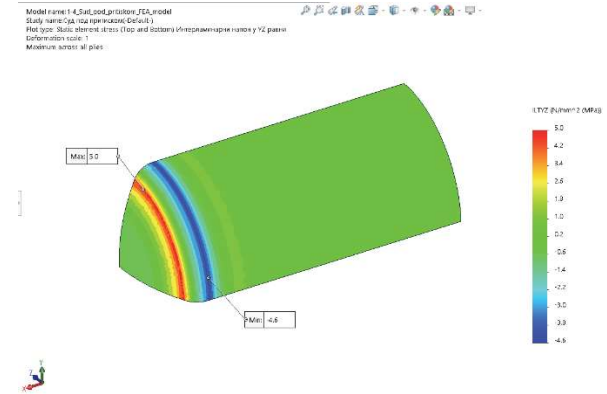 Model name:1-4_Sud_pod_pritiskom_FEA_model
Study name:Суд под притиском(-Default-)
Plot type: Static element stress (Top and Bottom) Интерламинарни напон у YZ равни
Deformation scale: 1
Maximum across all plies
ILTYZ (N/mm^2 (MPa))
5.0
4.2
3.4
2.6
1.8
1.0
0.2
-0.6
-1.4
-2.2
-3.0
-3.8
-4.6
Max: 5.0
Min: -4.6
Y
Z
X